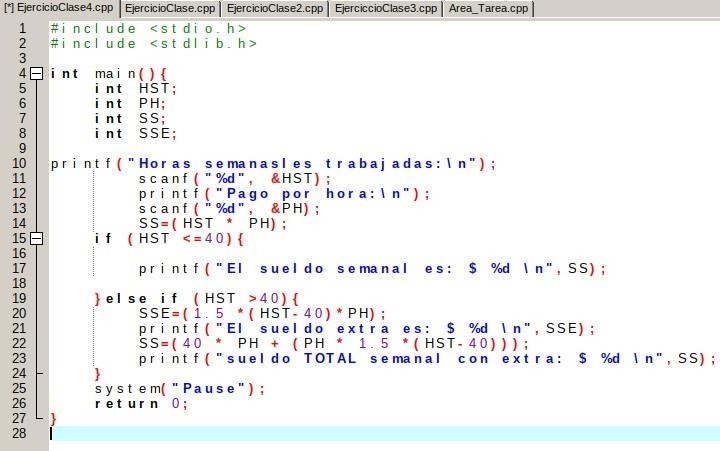 [*] EjercicioClase4.cpp EjercicioClase.cpp EjercicioClase2.cpp EjerciccioClase3.cpp Area_Tarea.cpp
1 #include <stdio.h>
2 #include <stdlib.h>
3
4 int main(){
5 int HST;
6 int PH;
7 int SS;
8 int SSE;
9
10 printf("Horas semanasles trabajadas:\n");
11 scanf("%d", &HST);
12 printf("Pago por hora:\n");
13 scanf("%d", &PH);
14 SS=(HST * PH);
15 if (HST <=40){
16
17 printf("El sueldo semanal es: $ %d \n",SS);
18
19 }else if (HST >40){
20 SSE=(1.5 *(HST-40)*PH);
21 printf("El sueldo extra es: $ %d \n",SSE);
22 SS=(40 * PH + (PH * 1.5 *(HST-40)));
23 printf("sueldo TOTAL semanal con extra: $ %d \n",SS);
24 }
25 system("Pause");
26 return 0;
27 }
28